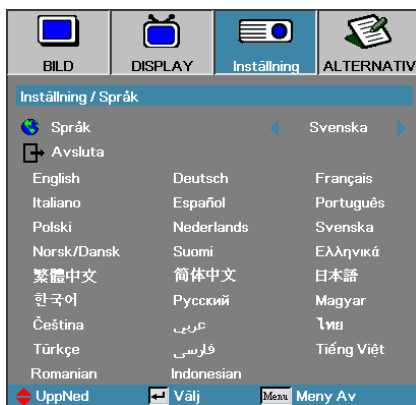 BILD DISPLAY Inställning ALTERNATIV
Inställning / Språk
Språk Svenska
Avsluta
English Deutsch Français
Italiano Español Português
Polski Nederlands Svenska
Norsk/Dansk Suomi Ελληνικά
繁體中文 简体中文 日本語
한국어 Русский Magyar
Čeština عربي ไทย
Türkçe فارسی Tiếng Việt
Romanian Indonesian
UppNed Välj Menu Meny Av